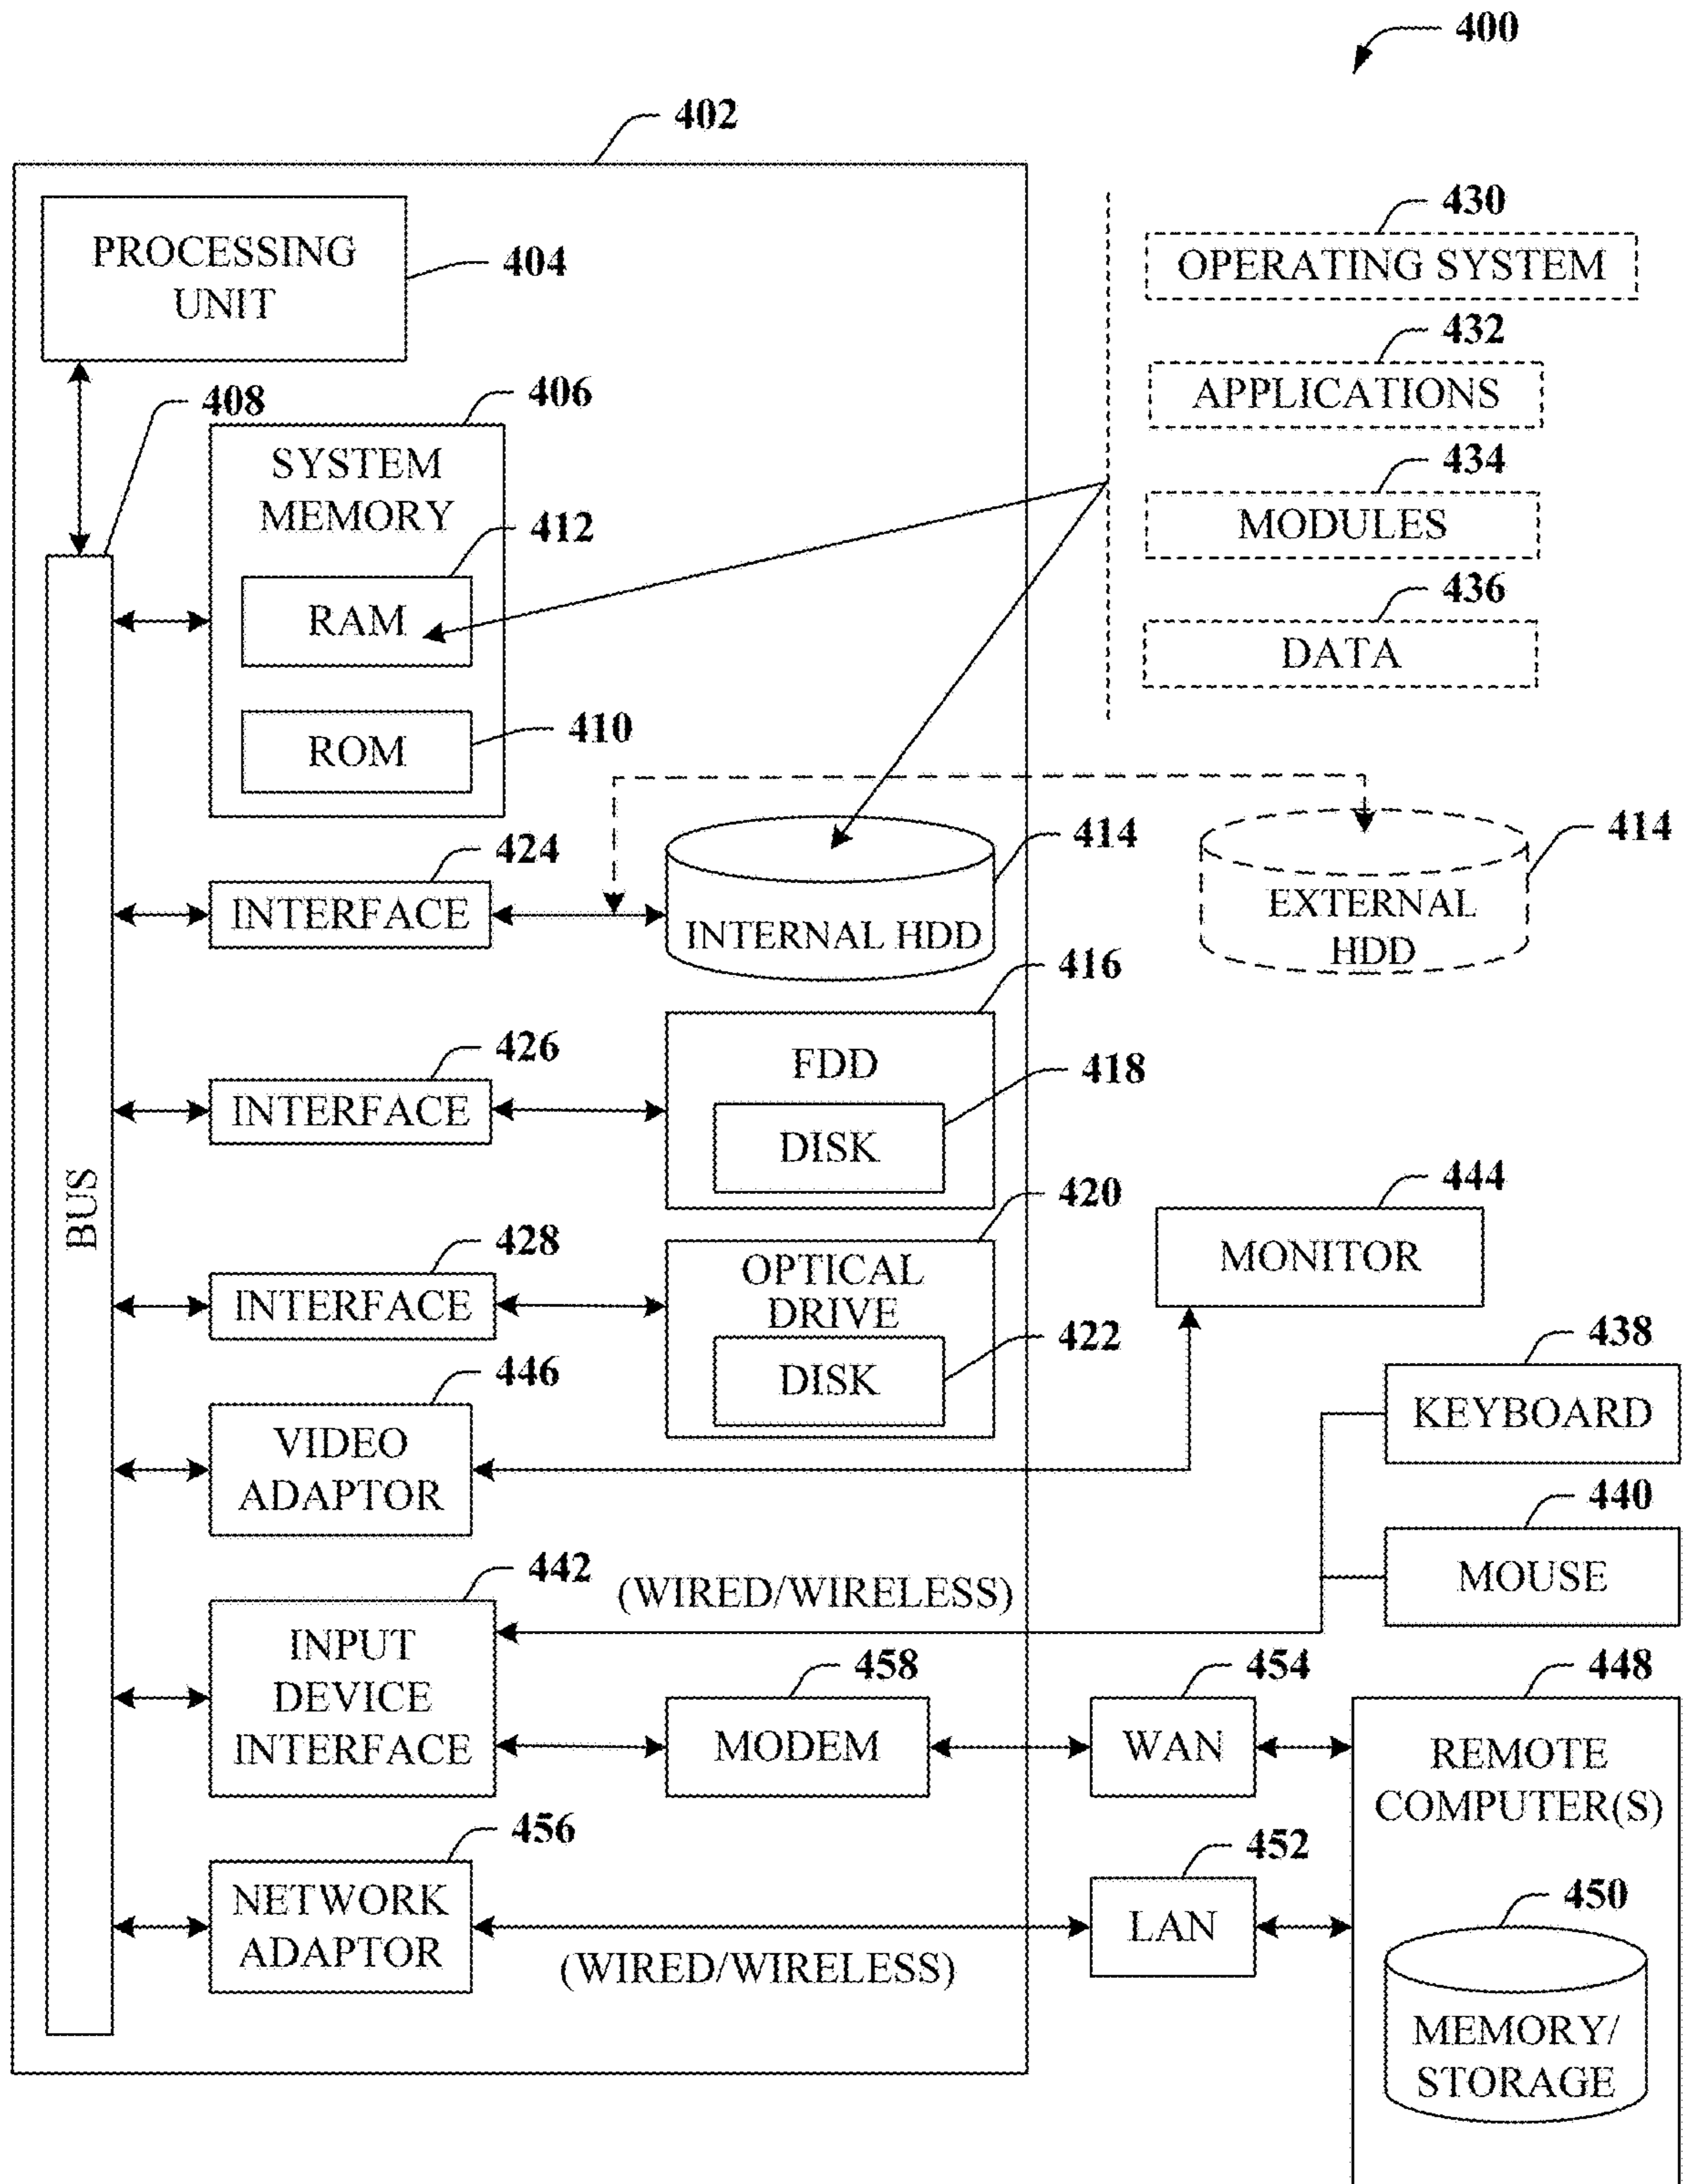 400
402
PROCESSING
UNIT
404
430
OPERATING SYSTEM
432
APPLICATIONS
434
MODULES
436
DATA
408
406
SYSTEM
MEMORY
412
RAM
410
ROM
BUS
424
INTERFACE
414
INTERNAL HDD
414
EXTERNAL
HDD
426
INTERFACE
416
FDD
418
DISK
428
INTERFACE
420
OPTICAL
DRIVE
422
DISK
444
MONITOR
446
VIDEO
ADAPTOR
438
KEYBOARD
440
MOUSE
442
INPUT
DEVICE
INTERFACE
(WIRED/WIRELESS)
458
MODEM
454
WAN
448
REMOTE
COMPUTER(S)
456
NETWORK
ADAPTOR
(WIRED/WIRELESS)
452
LAN
450
MEMORY/
STORAGE